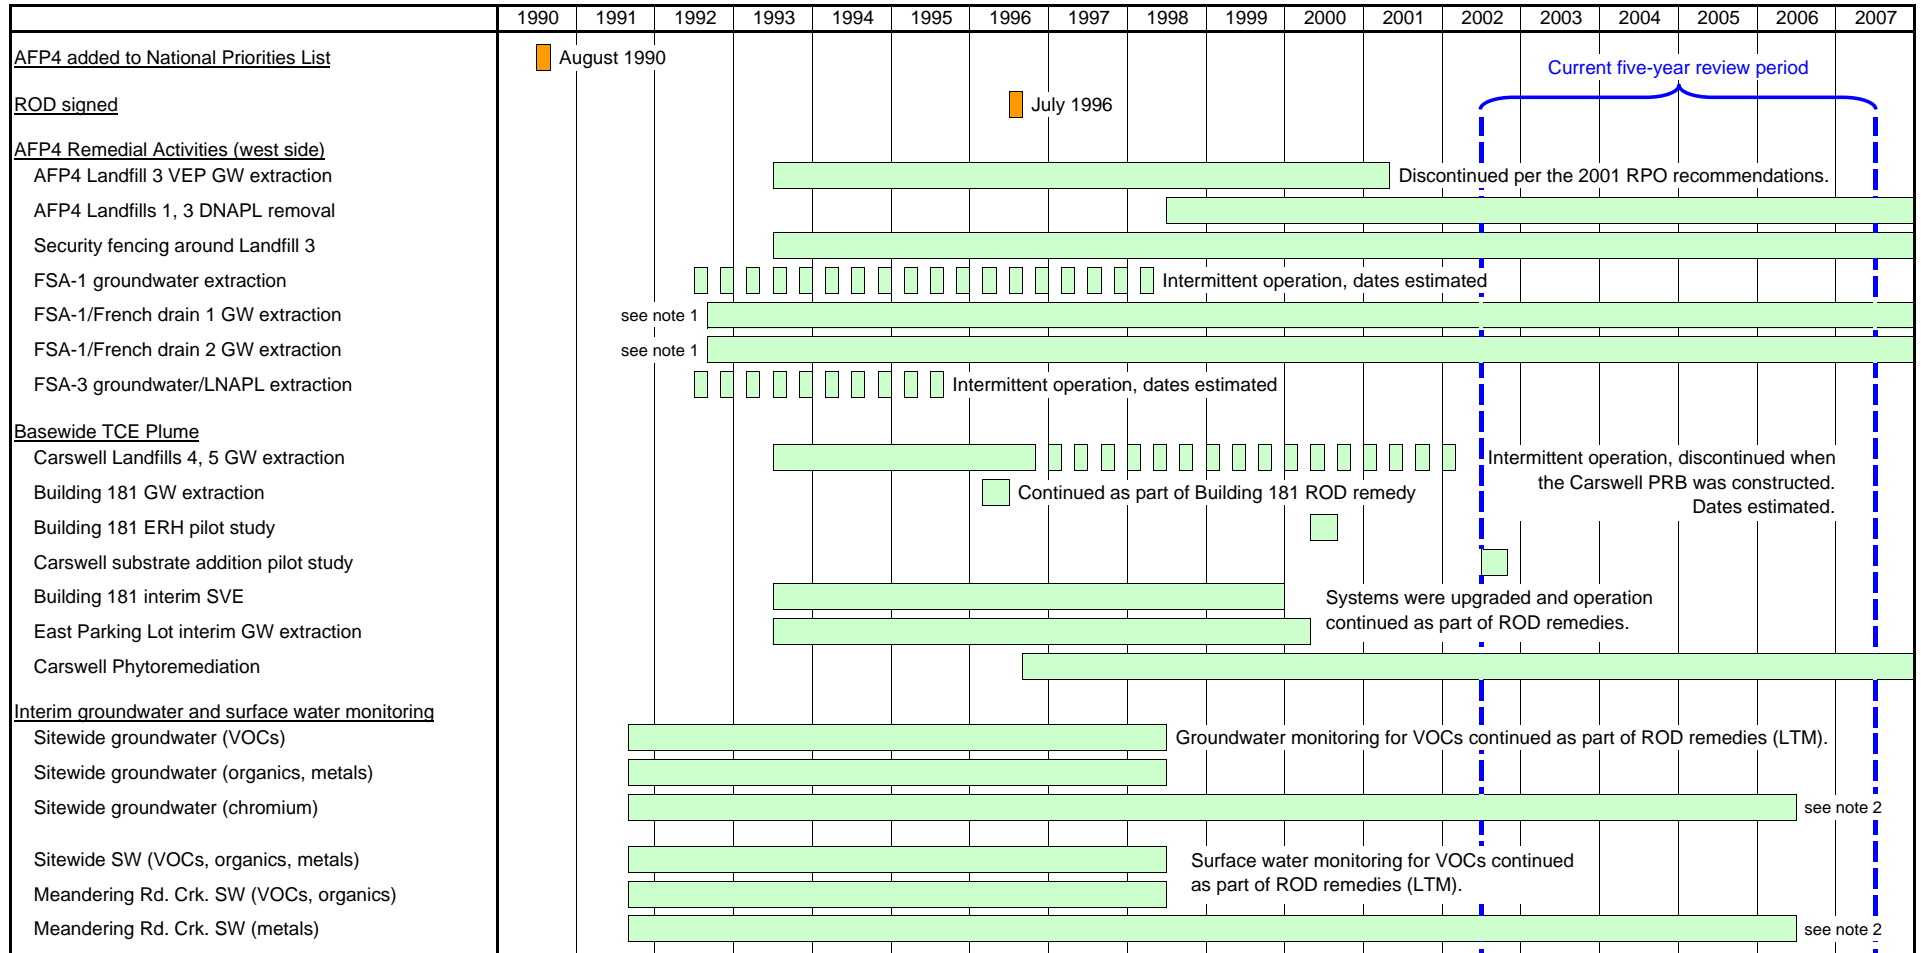 1990 1991 1992 1993 1994 1995 1996 1997 1998 1999 2000 2001 2002 2003 2004 2005 2006 2007
AFP4 added to National Priorities List August 1990
Current five-year review period
ROD signed July 1996
AFP4 Remedial Activities (west side)
AFP4 Landfill 3 VEP GW extraction Discontinued per the 2001 RPO recommendations.
AFP4 Landfills 1, 3 DNAPL removal
Security fencing around Landfill 3
FSA-1 groundwater extraction Intermittent operation, dates estimated
FSA-1/French drain 1 GW extraction see note 1
FSA-1/French drain 2 GW extraction see note 1
FSA-3 groundwater/LNAPL extraction Intermittent operation, dates estimated
Basewide TCE Plume
Carswell Landfills 4, 5 GW extraction Intermittent operation, discontinued when
the Carswell PRB was constructed.
Dates estimated.
Building 181 GW extraction Continued as part of Building 181 ROD remedy
Building 181 ERH pilot study
Carswell substrate addition pilot study
Building 181 interim SVE Systems were upgraded and operation
continued as part of ROD remedies.
East Parking Lot interim GW extraction
Carswell Phytoremediation
Interim groundwater and surface water monitoring
Sitewide groundwater (VOCs) Groundwater monitoring for VOCs continued as part of ROD remedies (LTM).
Sitewide groundwater (organics, metals)
Sitewide groundwater (chromium) see note 2
Sitewide SW (VOCs, organics, metals) Surface water monitoring for VOCs continued
as part of ROD remedies (LTM).
Meandering Rd. Crk. SW (VOCs, organics)
Meandering Rd. Crk. SW (metals) see note 2